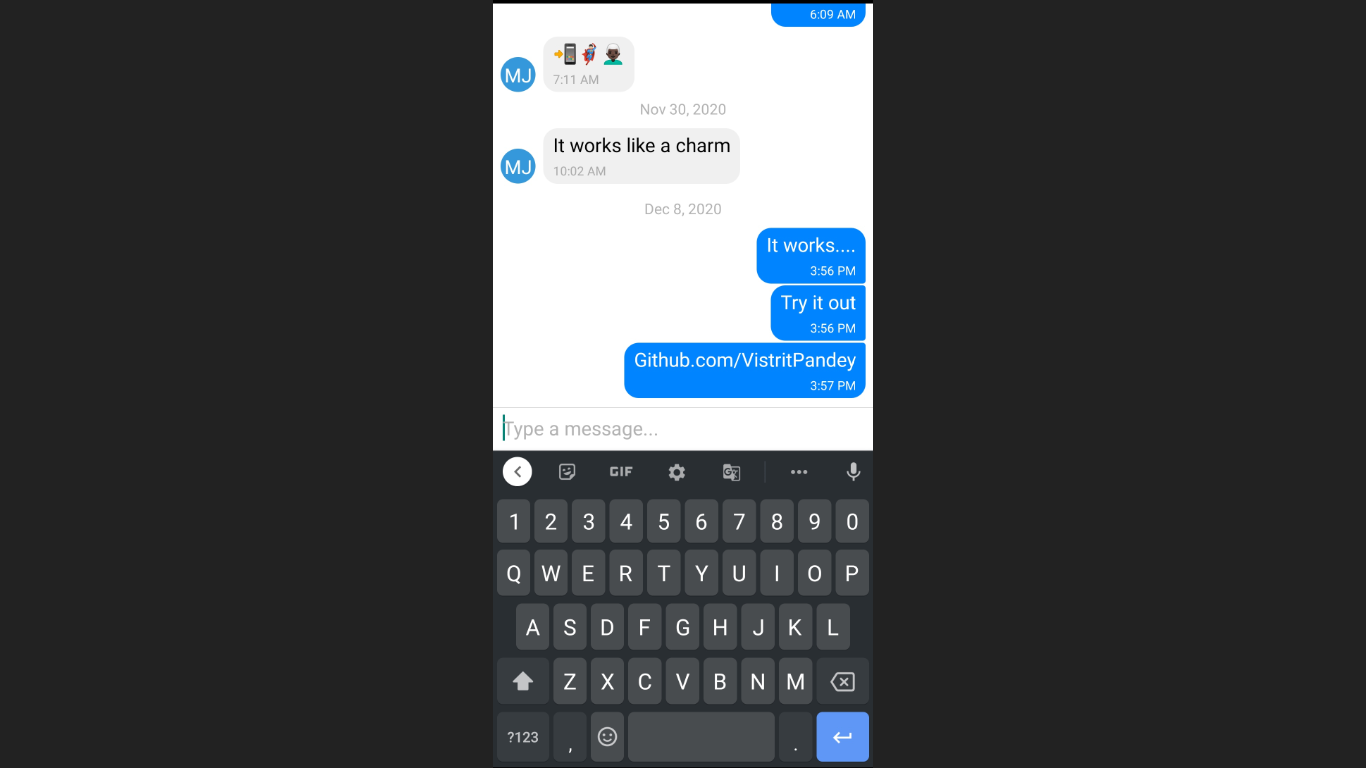 6:09 AM
7:11 AM
MJ
Nov 30, 2020
It works like a charm
10:02 AM
MJ
Dec 8, 2020
It works....
3:56 PM
Try it out
3:56 PM
Github.com/VistritPandey
3:57 PM
Type a message...
GIF
1 2 3 4 5 6 7 8 9 0
Q W E R T Y U I O P
A S D F G H J K L
Z X C V B N M
?123 , .